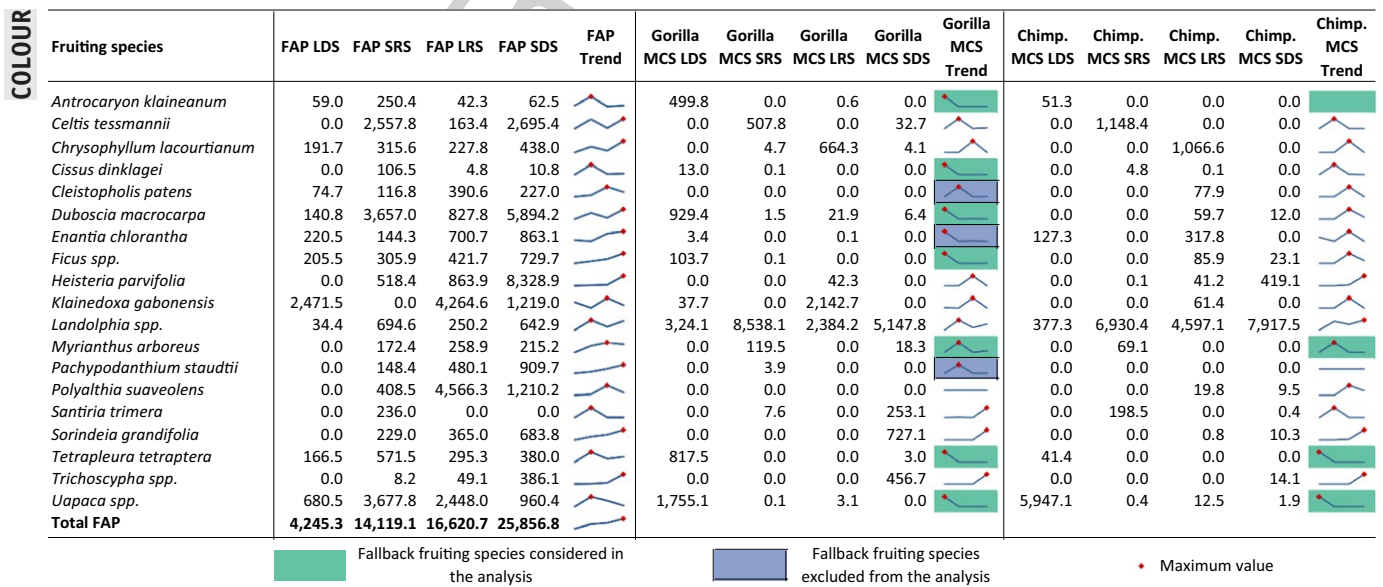 COLOUR
Fruiting species FAP LDS FAP SRS FAP LRS FAP SDS FAP Trend Gorilla MCS LDS Gorilla MCS SRS Gorilla MCS LRS Gorilla MCS SDS Gorilla MCS Trend Chimp. MCS LDS Chimp. MCS SRS Chimp. MCS LRS Chimp. MCS SDS Chimp. MCS Trend
Antrocaryon klaineanum 59.0 250.4 42.3 62.5 499.8 0.0 0.6 0.0 51.3 0.0 0.0 0.0
Celtis tessmannii 0.0 2,557.8 163.4 2,695.4 0.0 507.8 0.0 32.7 0.0 1,148.4 0.0 0.0
Chrysophyllum lacourtianum 191.7 315.6 227.8 438.0 0.0 4.7 664.3 4.1 0.0 0.0 1,066.6 0.0
Cissus dinklagei 0.0 106.5 4.8 10.8 13.0 0.1 0.0 0.0 0.0 4.8 0.1 0.0
Cleistopholis patens 74.7 116.8 390.6 227.0 0.0 0.0 0.0 0.0 0.0 0.0 77.9 0.0
Duboscia macrocarpa 140.8 3,657.0 827.8 5,894.2 929.4 1.5 21.9 6.4 0.0 0.0 59.7 12.0
Enantia chlorantha 220.5 144.3 700.7 863.1 3.4 0.0 0.1 0.0 127.3 0.0 317.8 0.0
Ficus spp. 205.5 305.9 421.7 729.7 103.7 0.1 0.0 0.0 0.0 0.0 85.9 23.1
Heisteria parvifolia 0.0 518.4 863.9 8,328.9 0.0 0.0 42.3 0.0 0.0 0.1 41.2 419.1
Klainedoxa gabonensis 2,471.5 0.0 4,264.6 1,219.0 37.7 0.0 2,142.7 0.0 0.0 0.0 61.4 0.0
Landolphia spp. 34.4 694.6 250.2 642.9 3,24.1 8,538.1 2,384.2 5,147.8 377.3 6,930.4 4,597.1 7,917.5
Myrianthus arboreus 0.0 172.4 258.9 215.2 0.0 119.5 0.0 18.3 0.0 69.1 0.0 0.0
Pachypodanthium staudtii 0.0 148.4 480.1 909.7 0.0 3.9 0.0 0.0 0.0 0.0 0.0 0.0
Polyalthia suaveolens 0.0 408.5 4,566.3 1,210.2 0.0 0.0 0.0 0.0 0.0 0.0 19.8 9.5
Santiria trimera 0.0 236.0 0.0 0.0 0.0 7.6 0.0 253.1 0.0 198.5 0.0 0.4
Sorindeia grandifolia 0.0 229.0 365.0 683.8 0.0 0.0 0.0 727.1 0.0 0.0 0.8 10.3
Tetrapleura tetraptera 166.5 571.5 295.3 380.0 817.5 0.0 0.0 3.0 41.4 0.0 0.0 0.0
Trichoscypha spp. 0.0 8.2 49.1 386.1 0.0 0.0 0.0 456.7 0.0 0.0 0.0 14.1
Uapaca spp. 680.5 3,677.8 2,448.0 960.4 1,755.1 0.1 3.1 0.0 5,947.1 0.4 12.5 1.9
Total FAP 4,245.3 14,119.1 16,620.7 25,856.8
Fallback fruiting species considered in
the analysis
Fallback fruiting species
excluded from the analysis
Maximum value